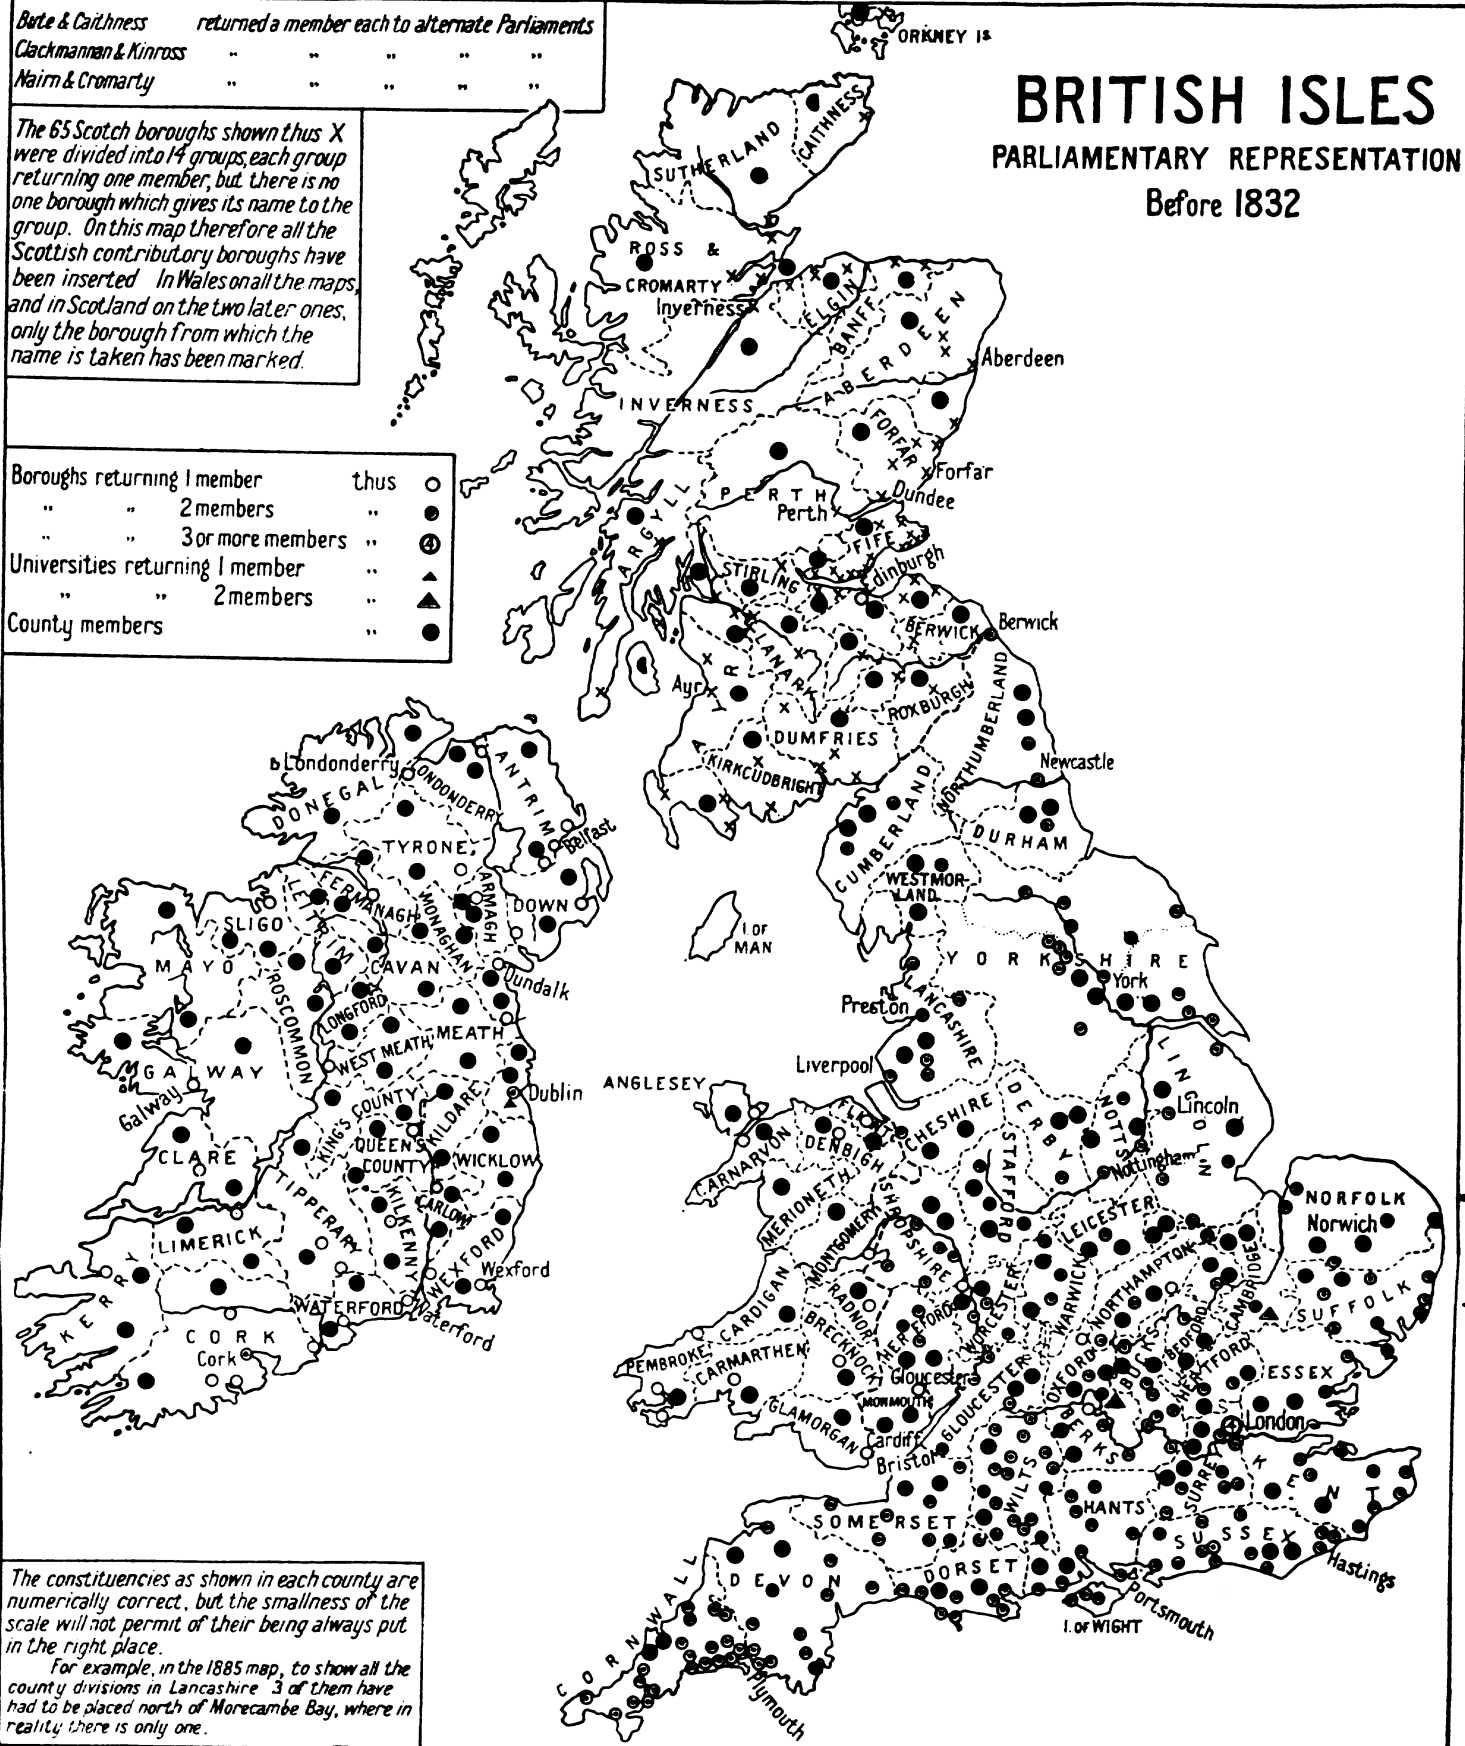 Bute & Caithness returned a member each to alternate Parliaments
Clackmannan & Kinross " " " " "
Nairn & Cromarty " " " " "
The 65 Scotch boroughs shown thus X
were divided into 14 groups, each group
returning one member, but there is no
one borough which gives its name to the
group. On this map therefore all the
Scottish contributory boroughs have
been inserted In Wales on all the maps,
and in Scotland on the two later ones,
only the borough from which the
name is taken has been marked.
BRITISH ISLES
PARLIAMENTARY REPRESENTATION
Before 1832
Boroughs returning 1 member thus
" " 2 members "
" " 3 or more members " 4
Universities returning 1 member "
" " 2 members "
County members "
ORKNEY IS
CAITHNESS
SUTHERLAND
ROSS &
CROMARTY
Inverness
ELGIN
BANFF
ABERDEEN
Aberdeen
INVERNESS
FORFAR
Forfar
Dundee
PERTH
Perth
ARGYLL
FIFE
STIRLING
Edinburgh
BERWICK
Berwick
LANARK
Ayr
AYR
ROXBURGH
DUMFRIES
KIRKCUDBRIGHT
NORTHUMBERLAND
Newcastle
CUMBERLAND
DURHAM
WESTMOR-
LAND
I. OF
MAN
YORKSHIRE
York
LANCASHIRE
Preston
Liverpool
Londonderry
LONDONDERRY
DONEGAL
ANTRIM
Belfast
TYRONE
FERMANAGH
ARMAGH
MONAGHAN
DOWN
LEITRIM
SLIGO
MAYO
CAVAN
Dundalk
ROSCOMMON
LONGFORD
MEATH
WEST MEATH
GALWAY
Galway
Dublin
KING'S COUNTY
KILDARE
QUEEN'S
COUNTY
WICKLOW
CLARE
TIPPERARY
KILKENNY
CARLOW
LIMERICK
WEXFORD
Wexford
KERRY
WATERFORD
Waterford
CORK
Cork
ANGLESEY
CARNARVON
FLINT
DENBIGH
CHESHIRE
DERBY
NOTTS
LINCOLN
Lincoln
Nottingham
MERIONETH
SHROPSHIRE
STAFFORD
LEICESTER
NORFOLK
Norwich
MONTGOMERY
CARDIGAN
RADNOR
HEREFORD
WORCESTER
WARWICK
NORTHAMPTON
CAMBRIDGE
SUFFOLK
BEDFORD
BRECKNOCK
PEMBROKE
CARMARTHEN
Gloucester
GLOUCESTER
OXFORD
BUCKS
HERTFORD
ESSEX
MONMOUTH
GLAMORGAN
Cardiff
Bristol
BERKS
4
London
WILTS
SURREY
KENT
HANTS
SOMERSET
SUSSEX
Hastings
DEVON
DORSET
Portsmouth
I. OF WIGHT
CORNWALL
Plymouth
The constituencies as shown in each county are
numerically correct, but the smallness of the
scale will not permit of their being always put
in the right place.
For example, in the 1885 map, to show all the
county divisions in Lancashire 3 of them have
had to be placed north of Morecambe Bay, where in
reality there is only one.